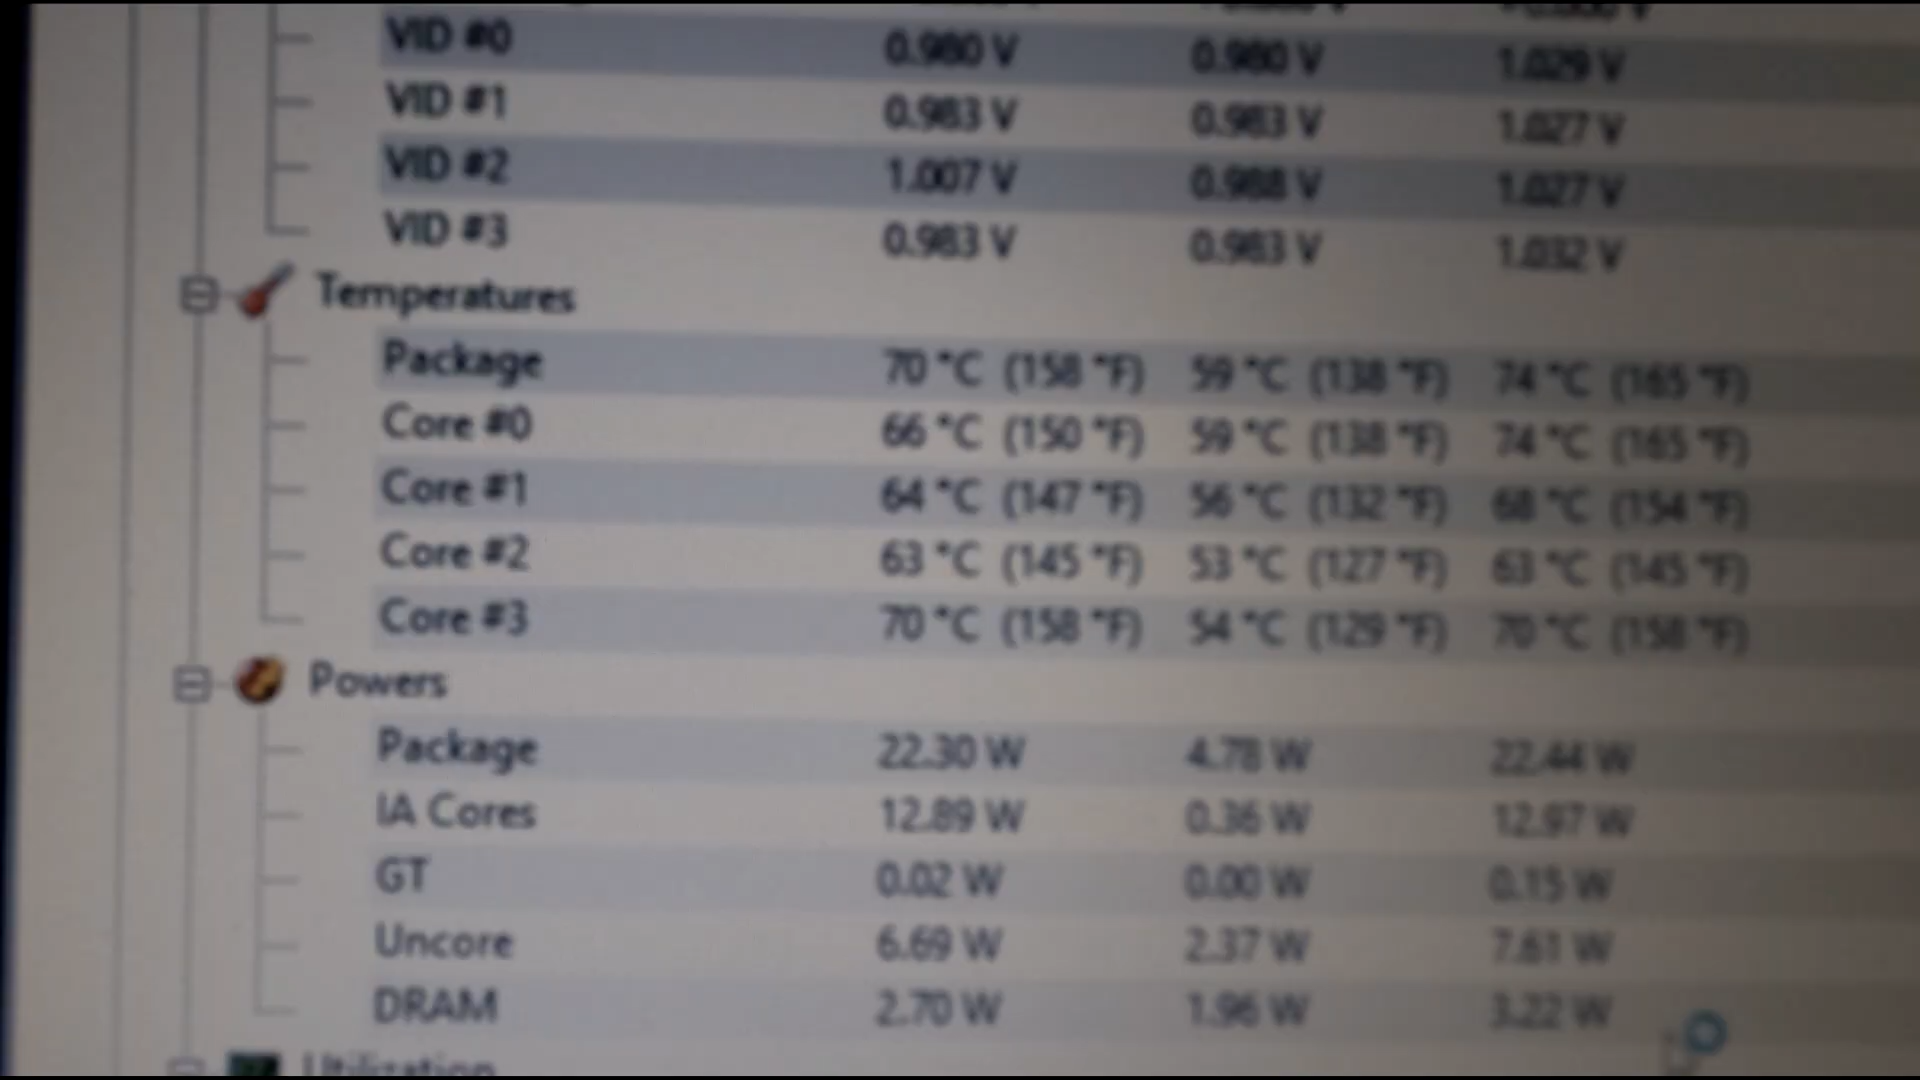 VID #0 0.980 V 0.980 V 1.029 V
VID #1 0.983 V 0.983 V 1.027 V
VID #2 1.007 V 0.988 V 1.027 V
VID #3 0.983 V 0.983 V 1.032 V
Temperatures
Package 70 °C (158 °F) 59 °C (138 °F) 74 °C (165 °F)
Core #0 66 °C (150 °F) 59 °C (138 °F) 74 °C (165 °F)
Core #1 64 °C (147 °F) 56 °C (132 °F) 68 °C (154 °F)
Core #2 63 °C (145 °F) 53 °C (127 °F) 63 °C (145 °F)
Core #3 70 °C (158 °F) 54 °C (129 °F) 70 °C (158 °F)
Powers
Package 22.30 W 4.78 W 22.44 W
IA Cores 12.89 W 0.36 W 12.97 W
GT 0.02 W 0.00 W 0.15 W
Uncore 6.69 W 2.37 W 7.61 W
DRAM 2.70 W 1.96 W 3.22 W
Utilization